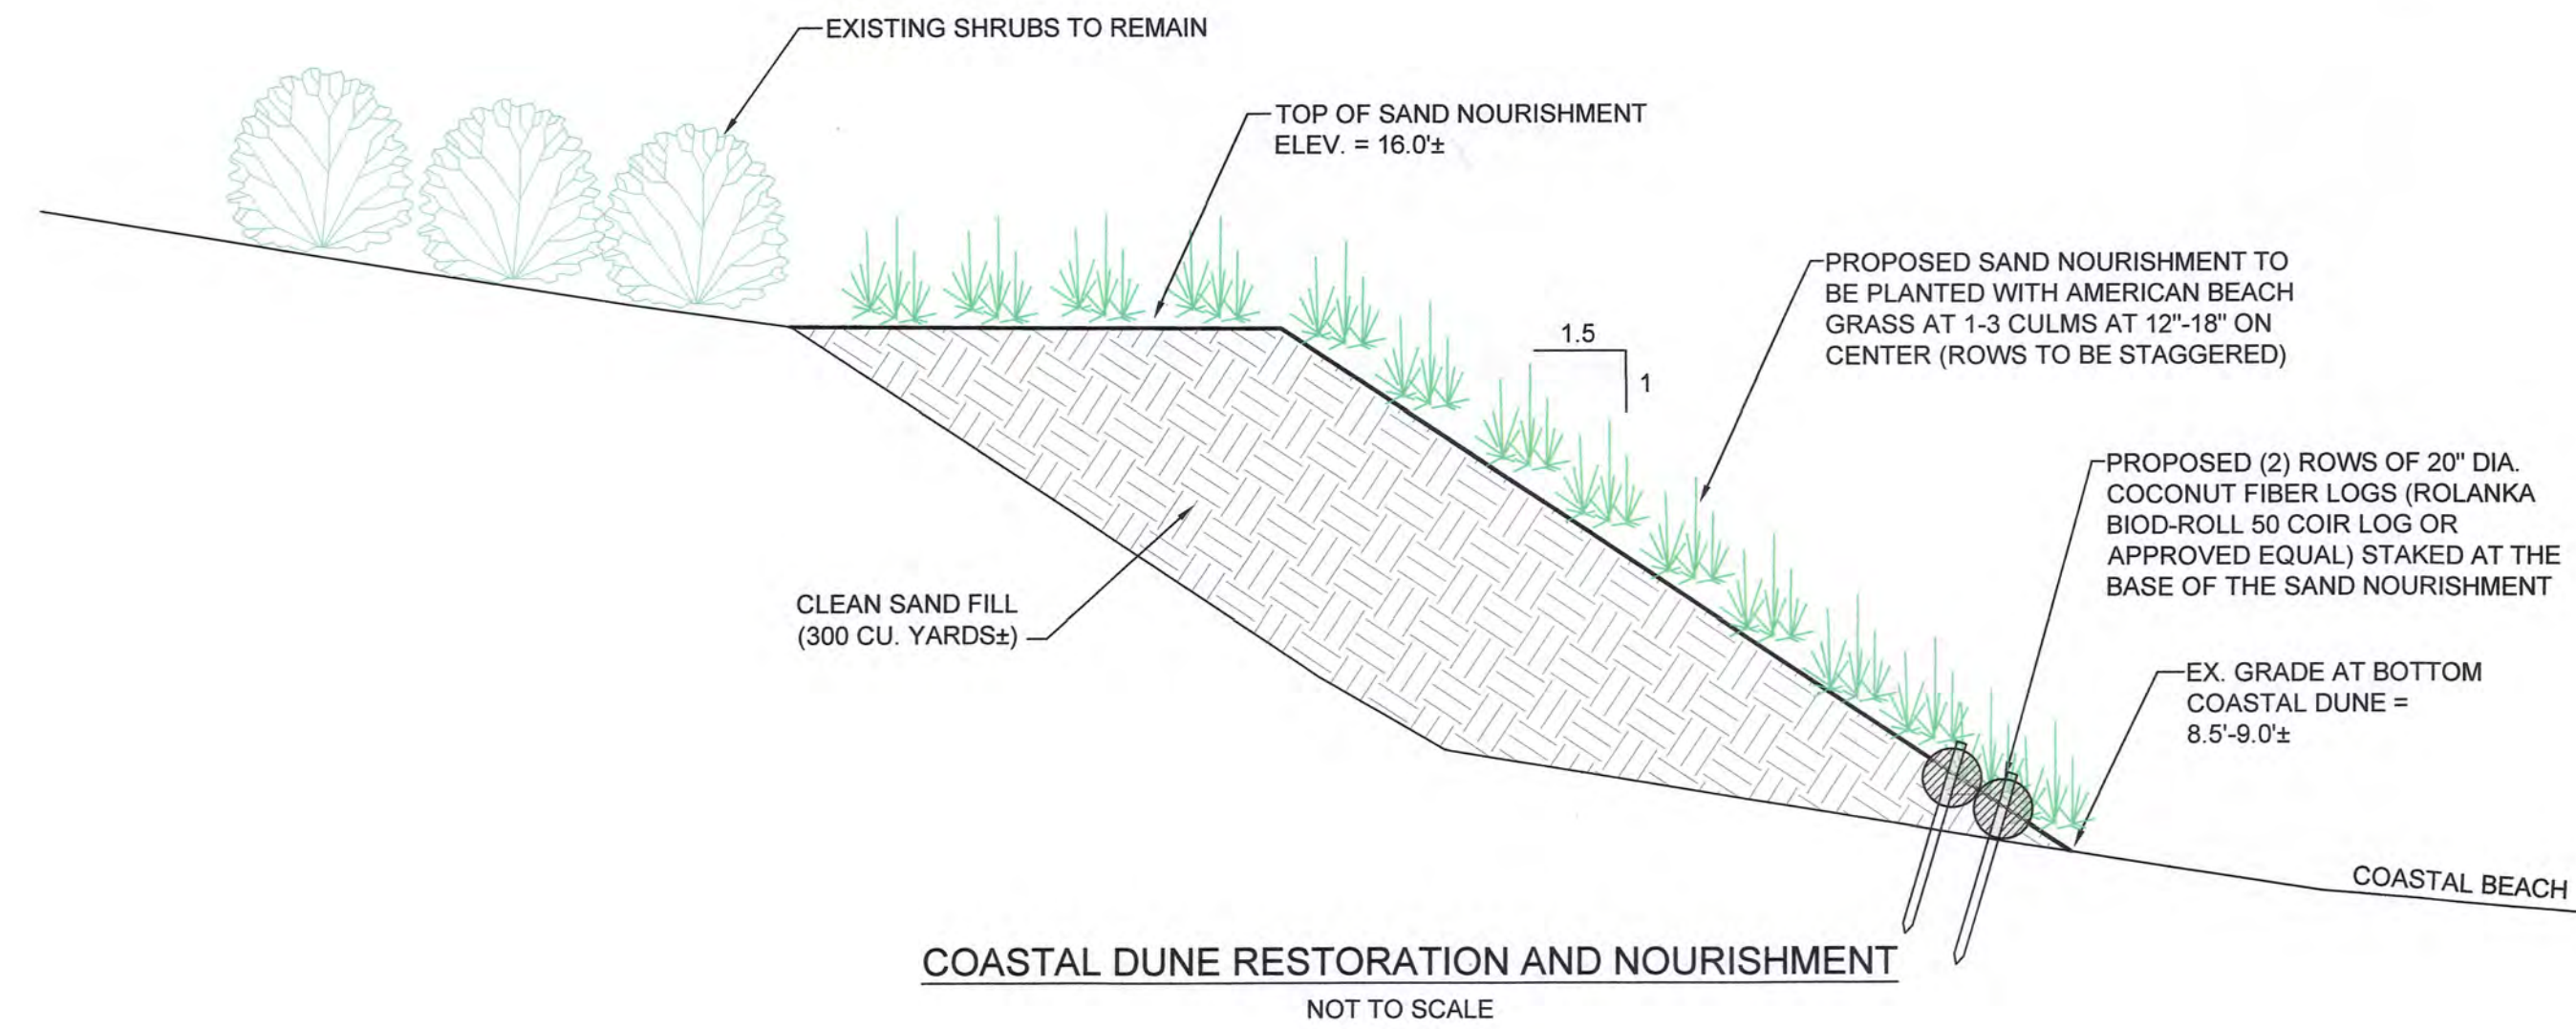 EXISTING SHRUBS TO REMAIN
TOP OF SAND NOURISHMENT
ELEV. = 16.0'±
PROPOSED SAND NOURISHMENT TO
BE PLANTED WITH AMERICAN BEACH
GRASS AT 1-3 CULMS AT 12"-18" ON
CENTER (ROWS TO BE STAGGERED)
1.5
1
PROPOSED (2) ROWS OF 20" DIA.
COCONUT FIBER LOGS (ROLANKA
BIOD-ROLL 50 COIR LOG OR
APPROVED EQUAL) STAKED AT THE
BASE OF THE SAND NOURISHMENT
CLEAN SAND FILL
(300 CU. YARDS±)
EX. GRADE AT BOTTOM
COASTAL DUNE =
8.5'-9.0'±
COASTAL BEACH
COASTAL DUNE RESTORATION AND NOURISHMENT
NOT TO SCALE